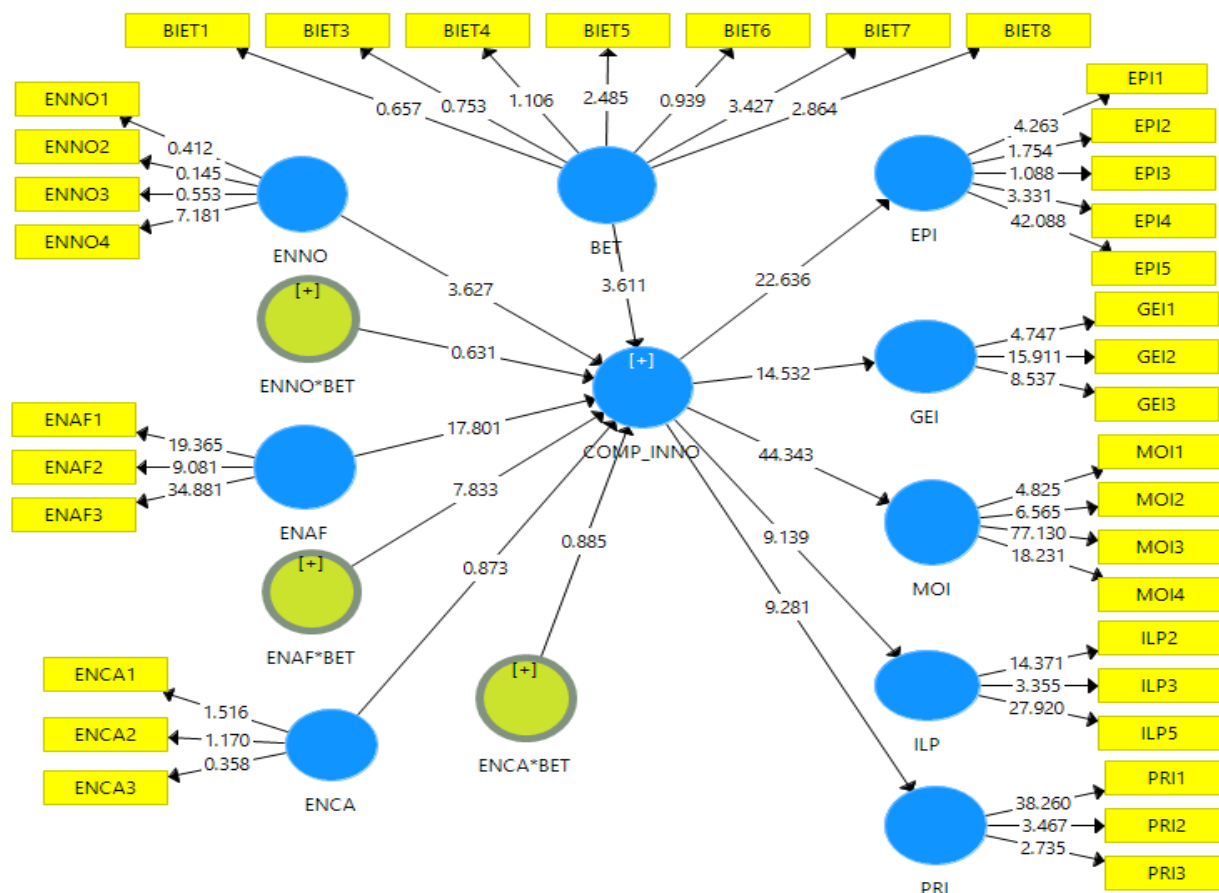 BIET1 BIET3 BIET4 BIET5 BIET6 BIET7 BIET8
0.657 0.753 1.106 2.485 0.939 3.427 2.864
BET
3.611
ENNO1
ENNO2
ENNO3
ENNO4
0.412
0.145
0.553
7.181
ENNO
3.627
[+]
ENNO*BET
0.631
ENAF1
ENAF2
ENAF3
19.365
9.081
34.881
ENAF
17.801
[+]
ENAF*BET
7.833
ENCA1
ENCA2
ENCA3
1.516
1.170
0.358
ENCA
0.873
[+]
ENCA*BET
0.885
[+]
COMP_INNO
22.636
14.532
44.343
9.139
9.281
EPI
4.263
1.754
1.088
3.331
42.088
EPI1
EPI2
EPI3
EPI4
EPI5
GEI
4.747
15.911
8.537
GEI1
GEI2
GEI3
MOI
4.825
6.565
77.130
18.231
MOI1
MOI2
MOI3
MOI4
ILP
14.371
3.355
27.920
ILP2
ILP3
ILP5
PRI
38.260
3.467
2.735
PRI1
PRI2
PRI3